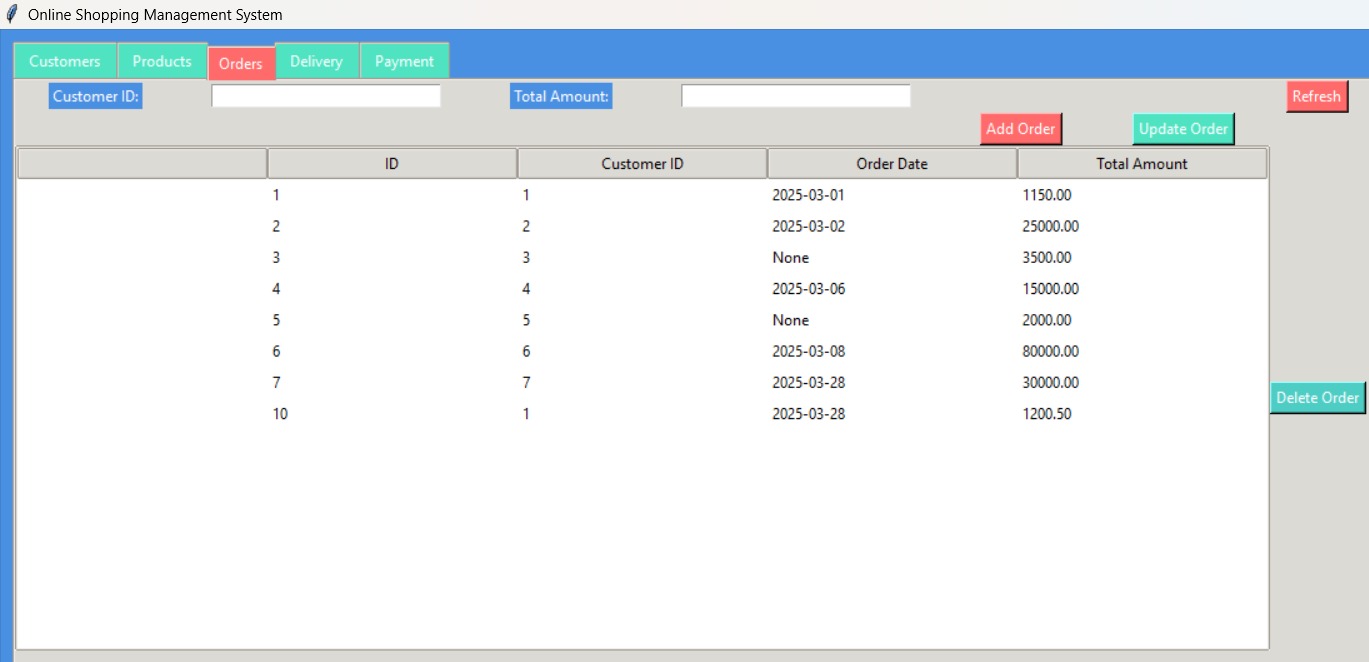 Online Shopping Management System
Customers Products Orders Delivery Payment
Customer ID: Total Amount: Refresh
Add Order Update Order
ID Customer ID Order Date Total Amount
1 1 2025-03-01 1150.00
2 2 2025-03-02 25000.00
3 3 None 3500.00
4 4 2025-03-06 15000.00
5 5 None 2000.00
6 6 2025-03-08 80000.00
7 7 2025-03-28 30000.00
Delete Order
10 1 2025-03-28 1200.50